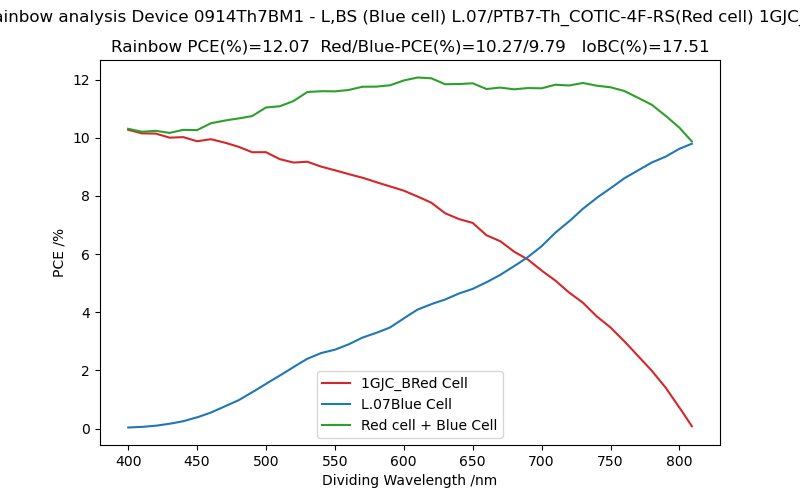 ainbow analysis Device 0914Th7BM1 - L,BS (Blue cell) L.07/PTB7-Th_COTIC-4F-RS(Red cell) 1GJC_
Rainbow PCE(%)=12.07 Red/Blue-PCE(%)=10.27/9.79 IoBC(%)=17.51
12
10
8
6
4
2
0
PCE /%
1GJC_BRed Cell
L.07Blue Cell
Red cell + Blue Cell
400 450 500 550 600 650 700 750 800
Dividing Wavelength /nm